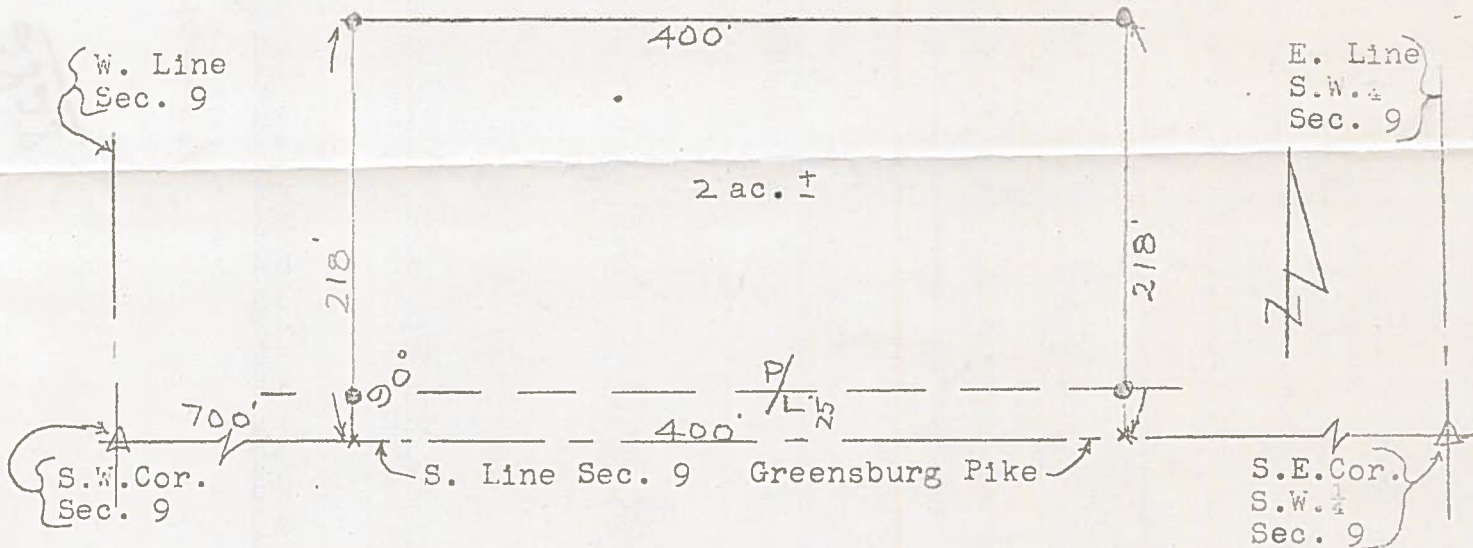 400'
W. Line
Sec. 9
E. Line
S.W.¼
Sec. 9
2 ac. ±
218'
218'
N
90°
P/L
25'
700'
400'
S. Line Sec. 9
Greensburg Pike
S.W.Cor.
Sec. 9
S.E.Cor.
S.W.¼
Sec. 9